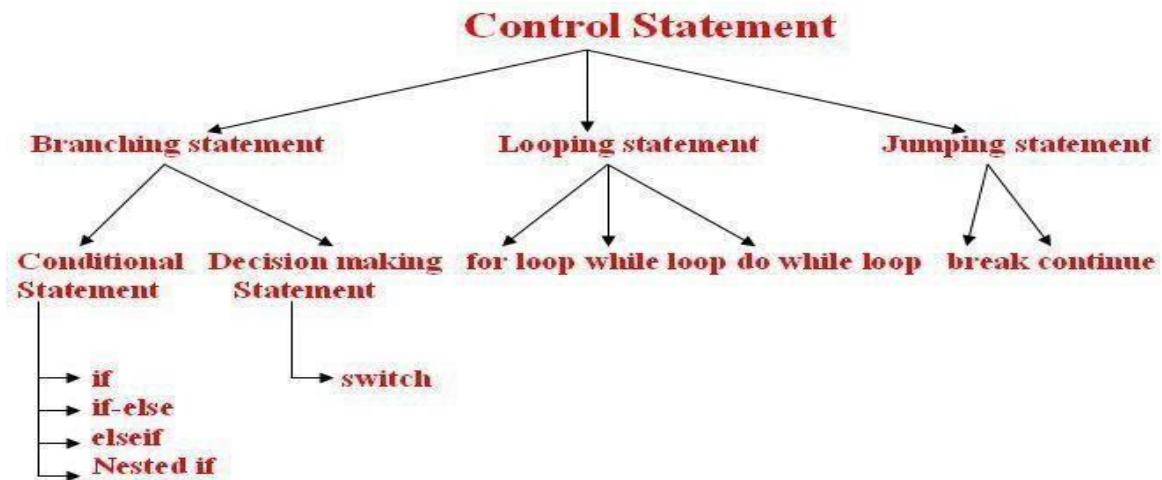 Control Statement
Branching statement Looping statement Jumping statement
Conditional Statement
Decision making Statement
for loop while loop do while loop
break continue
if
if-else
elseif
Nested if
switch